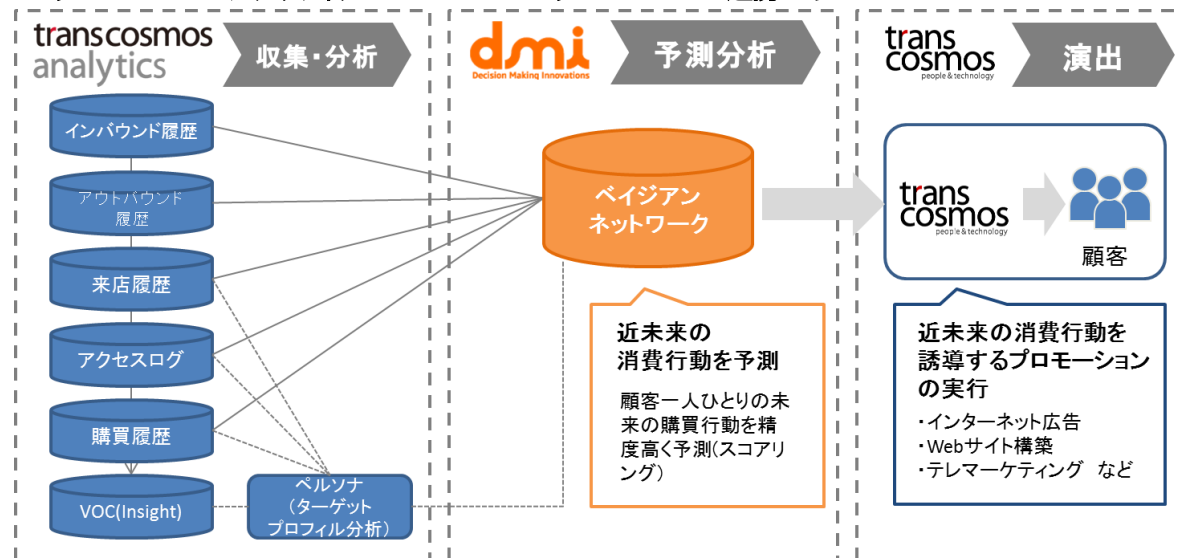 transcosmos
analytics
収集・分析
インバウンド履歴
アウトバウンド
履歴
来店履歴
アクセスログ
購買履歴
VOC(Insight)
ペルソナ
(ターゲット
プロフィル分析)
dmi
Decision Making Innovations
予測分析
ベイジアン
ネットワーク
近未来の
消費行動を予測
顧客一人ひとりの未
来の購買行動を精
度高く予測(スコアリ
ング)
trans
cosmos
people & technology
演出
trans
cosmos
people & technology
顧客
近未来の消費行動を
誘導するプロモーション
の実行
・インターネット広告
・Webサイト構築
・テレマーケティング など